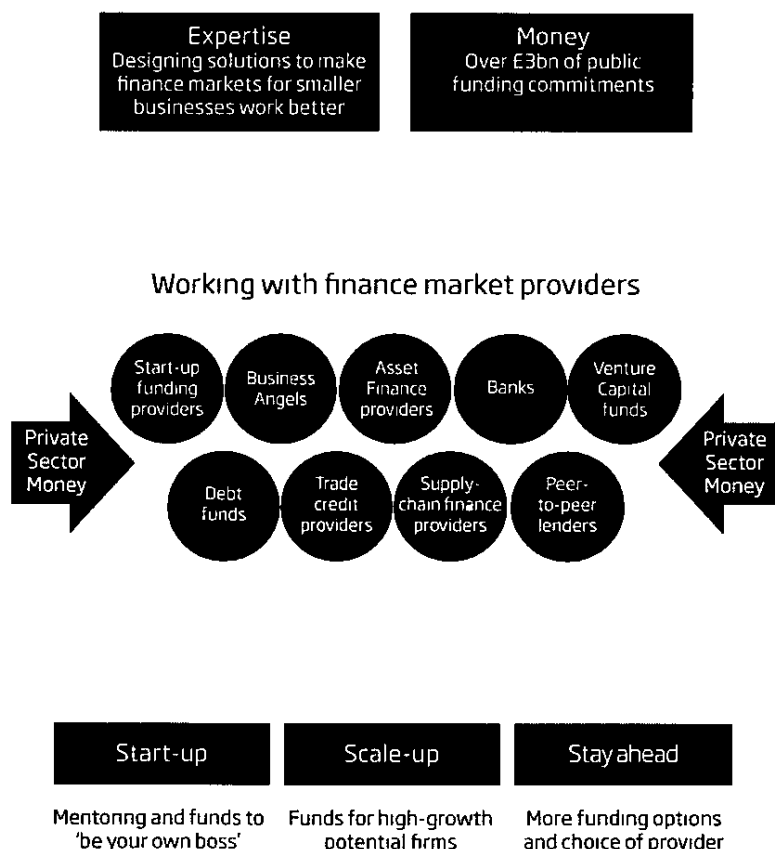 Expertise
Designing solutions to make
finance markets for smaller
businesses work better
Money
Over £3bn of public
funding commitments
Working with finance market providers
Start-up
funding
providers
Business
Angels
Asset
Finance
providers
Banks
Venture
Capital
funds
Private
Sector
Money
Private
Sector
Money
Debt
funds
Trade
credit
providers
Supply-
chain finance
providers
Peer-
to-peer
lenders
Start-up
Scale-up
Stay ahead
Mentoring and funds to
'be your own boss'
Funds for high-growth
potential firms
More funding options
and choice of provider